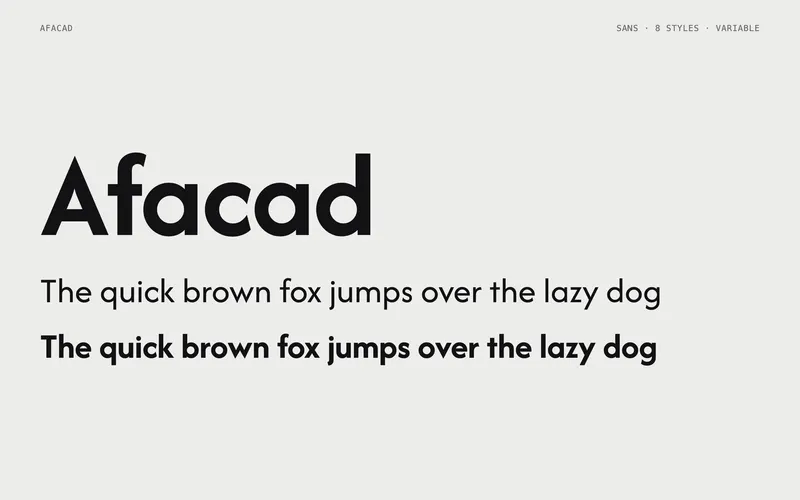 AFACAD
SANS · 8 STYLES · VARIABLE
Afacad
The quick brown fox jumps over the lazy dog
The quick brown fox jumps over the lazy dog